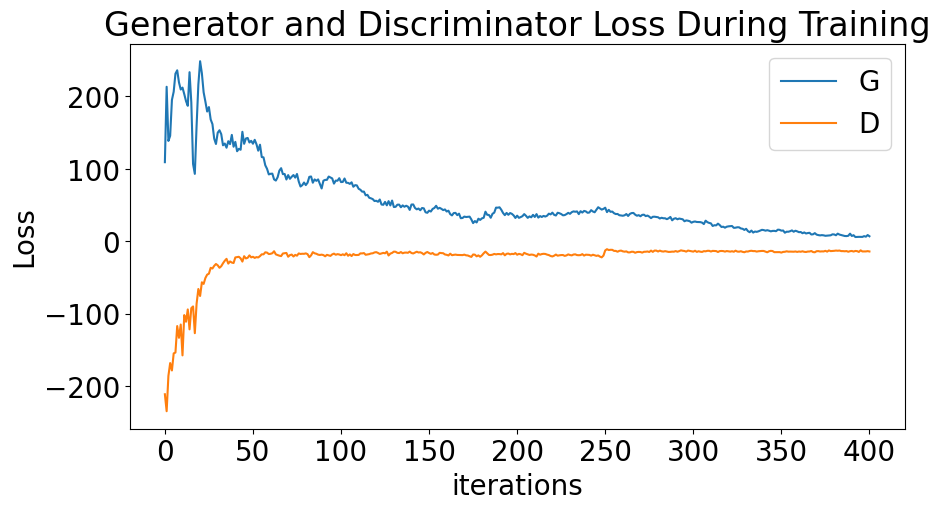 Generator and Discriminator Loss During Training
G
D
Loss
200
100
0
−100
−200
0 50 100 150 200 250 300 350 400
iterations